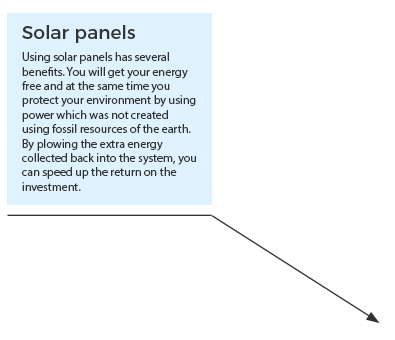 Solar panels
Using solar panels has several
benefits. You will get your energy
free and at the same time you
protect your environment by using
power which was not created
using fossil resources of the earth.
By plowing the extra energy
collected back into the system, you
can speed up the return on the
investment.